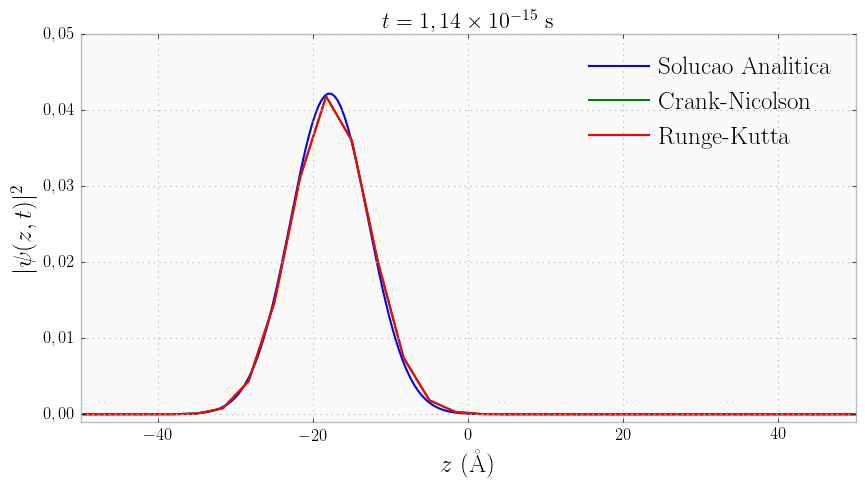 t = 1,14 × 10⁻¹⁵ s
Solucao Analitica
Crank-Nicolson
Runge-Kutta
|ψ(z, t)|²
0,05
0,04
0,03
0,02
0,01
0,00
−40 −20 0 20 40
z (Å)